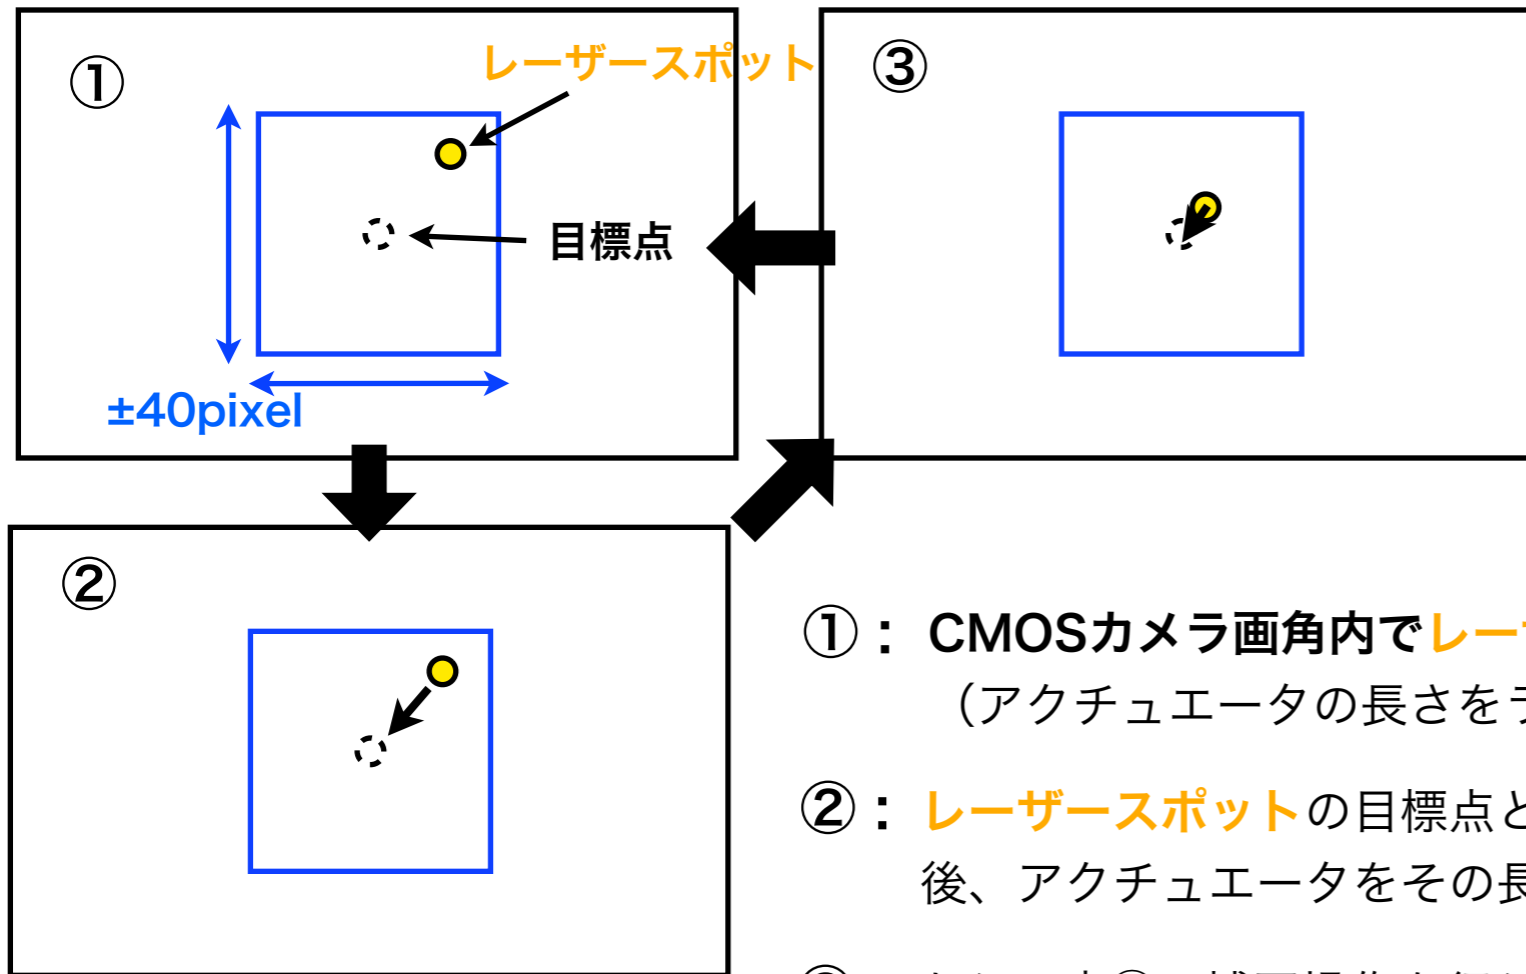 ①
レーザースポット
目標点
±40pixel
②
③
①： CMOSカメラ画角内でレー
（アクチュエータの長さを
②： レーザースポットの目標点と
後、アクチュエータをその長